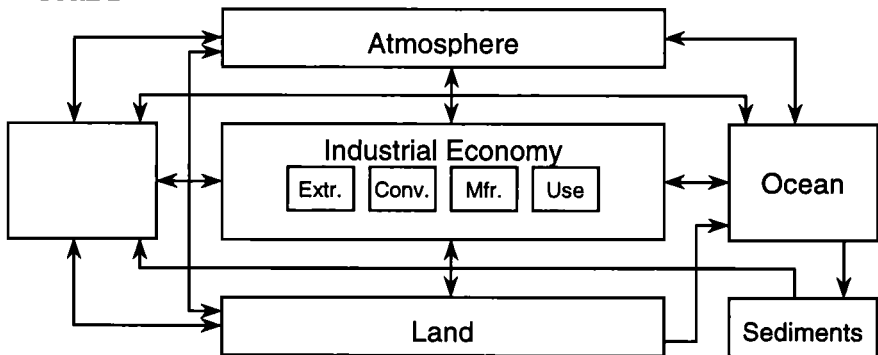 Atmosphere
Industrial Economy
Extr. Conv. Mfr. Use
Ocean
Land
Sediments